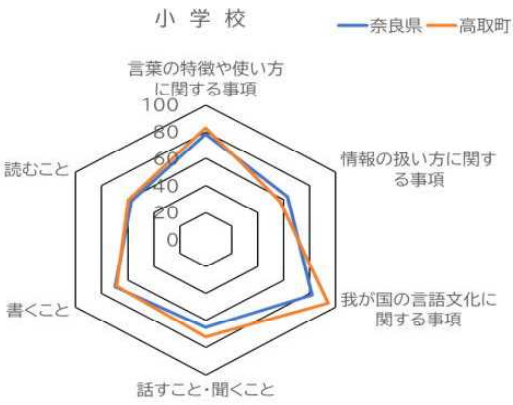 小学校
奈良県
高取町
言葉の特徴や使い方
に関する事項
100
80
60
40
20
0
情報の扱い方に関す
る事項
我が国の言語文化に
関する事項
話すこと・聞くこと
書くこと
読むこと